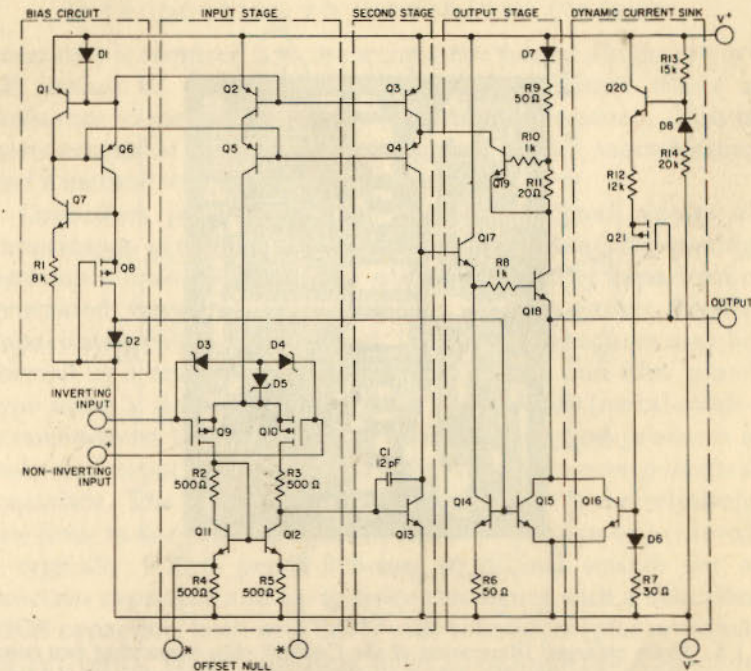 BIAS CIRCUIT
INPUT STAGE
SECOND STAGE
OUTPUT STAGE
DYNAMIC CURRENT SINK
V+
D1
D7
R13
15k
Q1
Q2
Q3
R9
50Ω
Q20
D8
Q6
Q5
Q4
R10
1k
Q19
R11
20Ω
R14
20k
R12
12k
Q7
Q17
Q21
R1
8k
Q8
R8
1k
Q18
OUTPUT
D2
D3
D4
D5
INVERTING
INPUT
-
+
NON-INVERTING
INPUT
Q9
Q10
C1
12pF
R2
500Ω
R3
500Ω
Q14
Q15
Q16
Q11
Q12
Q13
D6
R4
500Ω
R5
500Ω
R6
50Ω
R7
30Ω
*
*
OFFSET NULL
V-